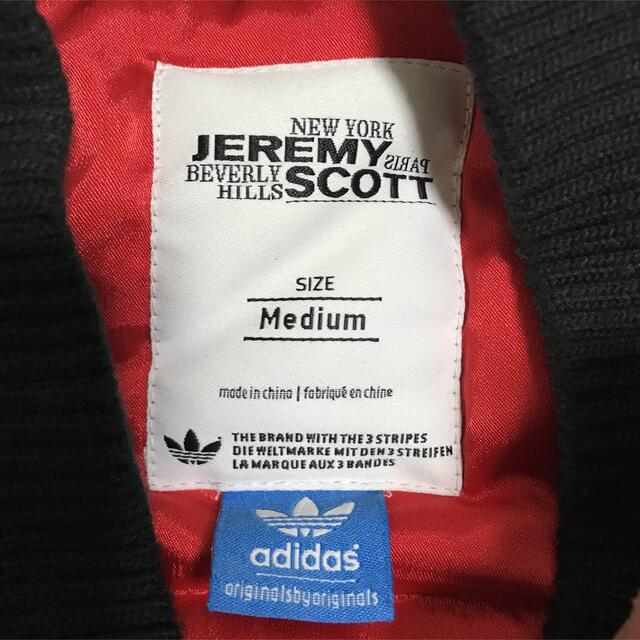 NEW YORK
JEREMY PARIS
BEVERLY
HILLS SCOTT
SIZE
Medium
made in china | fabriqué en chine
THE BRAND WITH THE 3 STRIPES
DIE WELTMARKE MIT DEN 3 STREIFEN
LA MARQUE AUX 3 BANDES
adidas
originalsbyoriginals